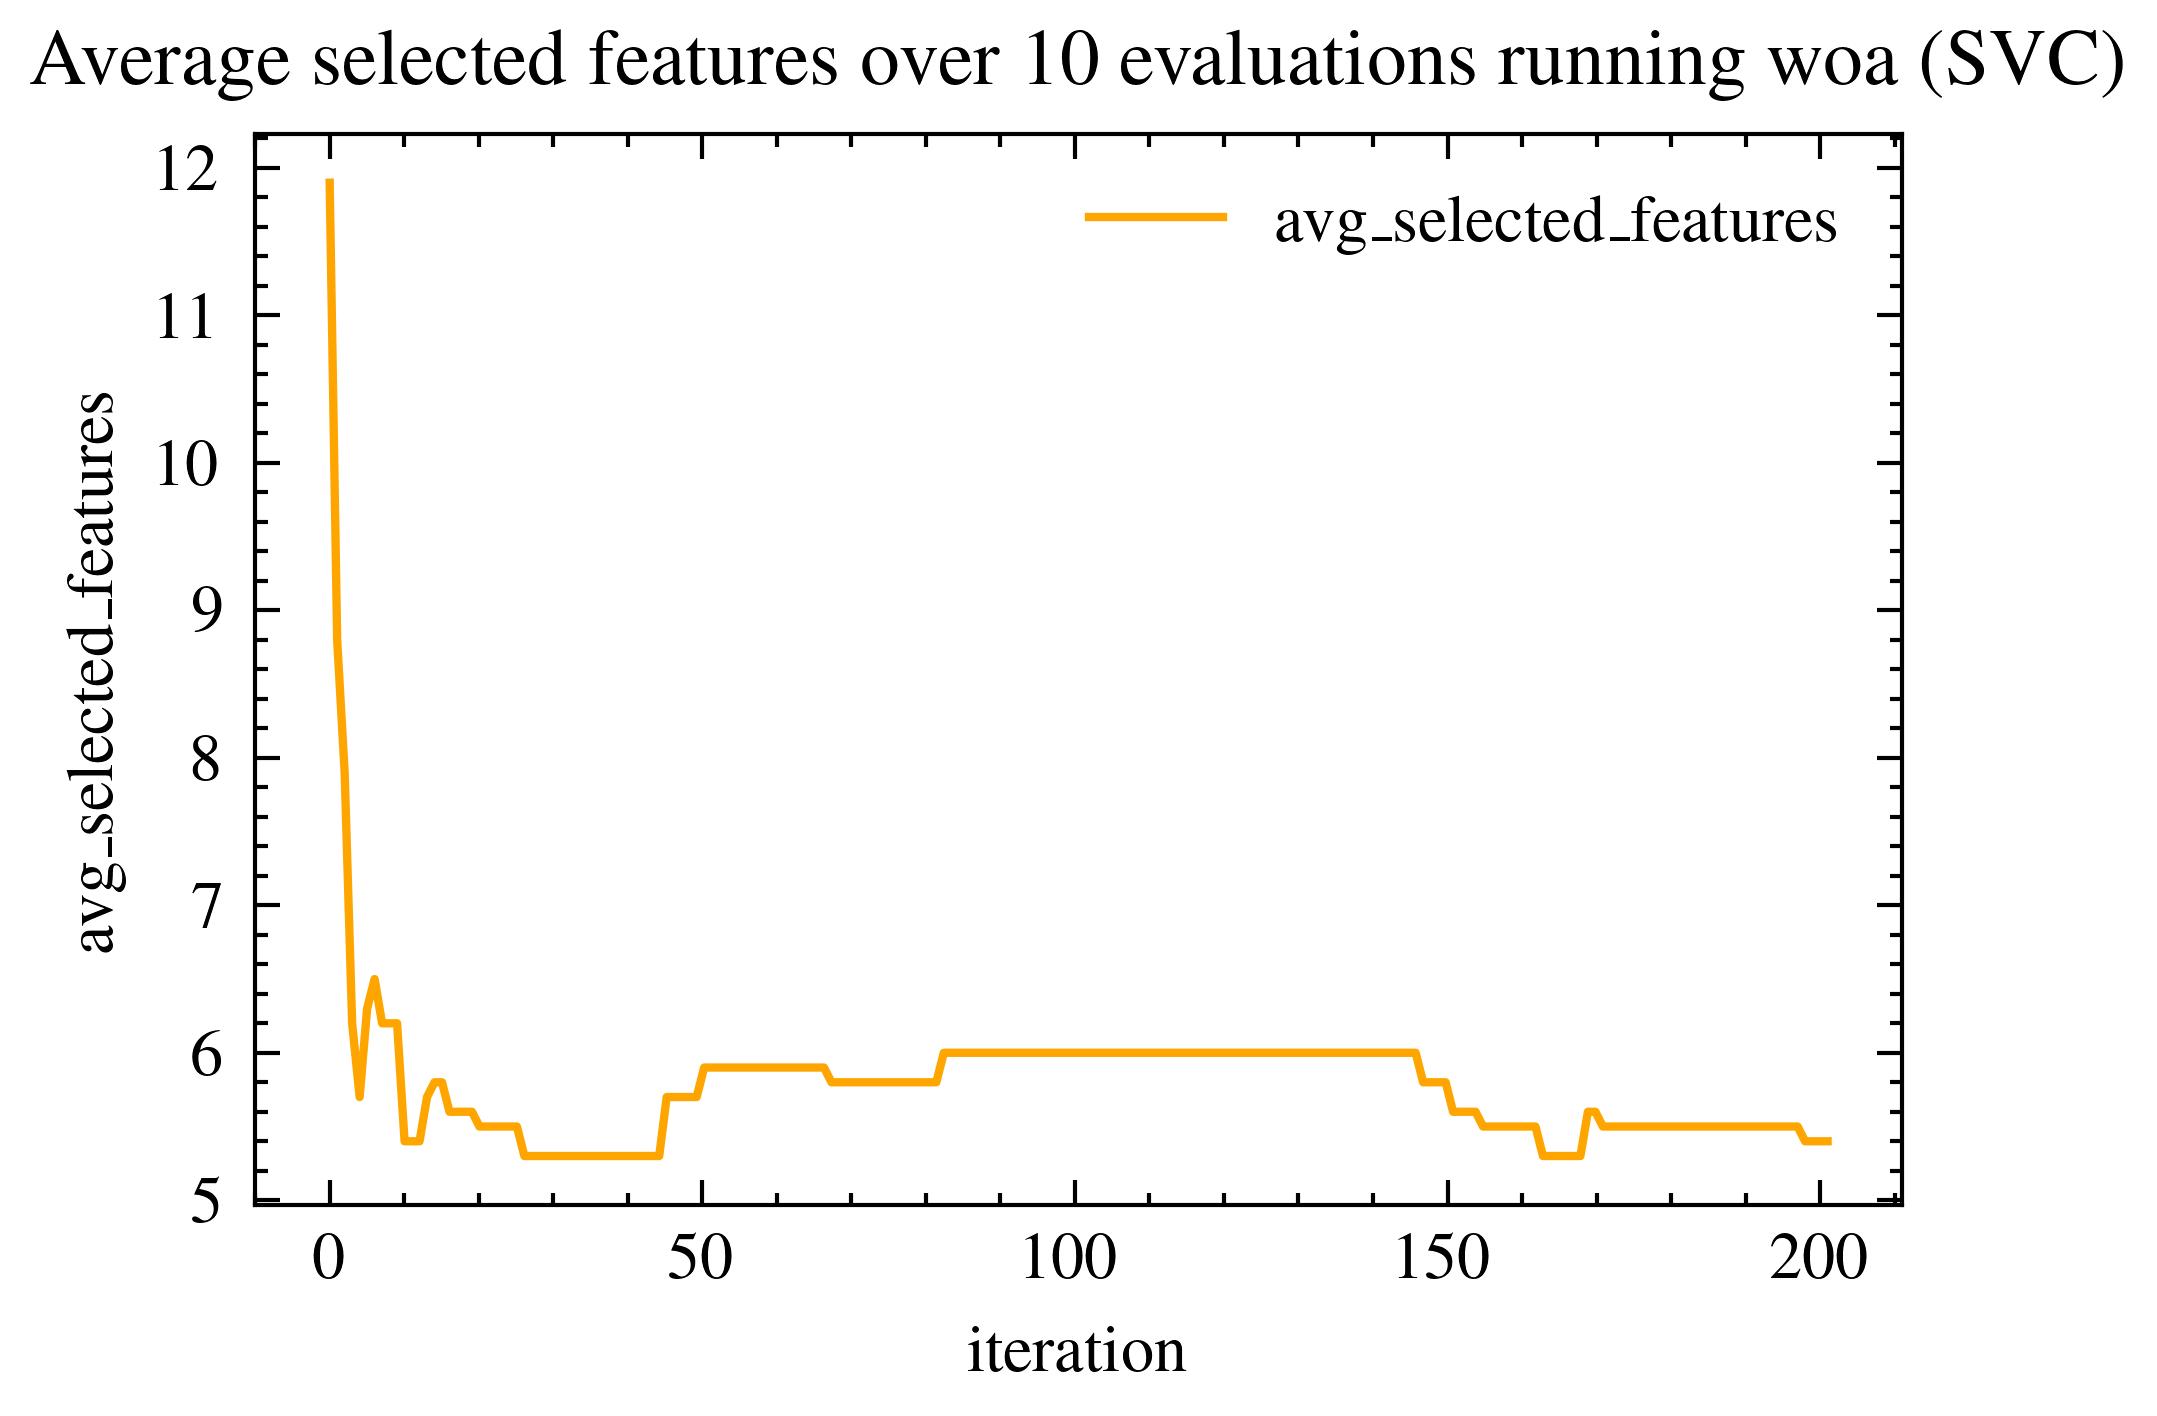 Average selected features over 10 evaluations running woa (SVC)
avg_selected_features
12
11
10
9
8
7
6
5
avg_selected_features
0 50 100 150 200
iteration